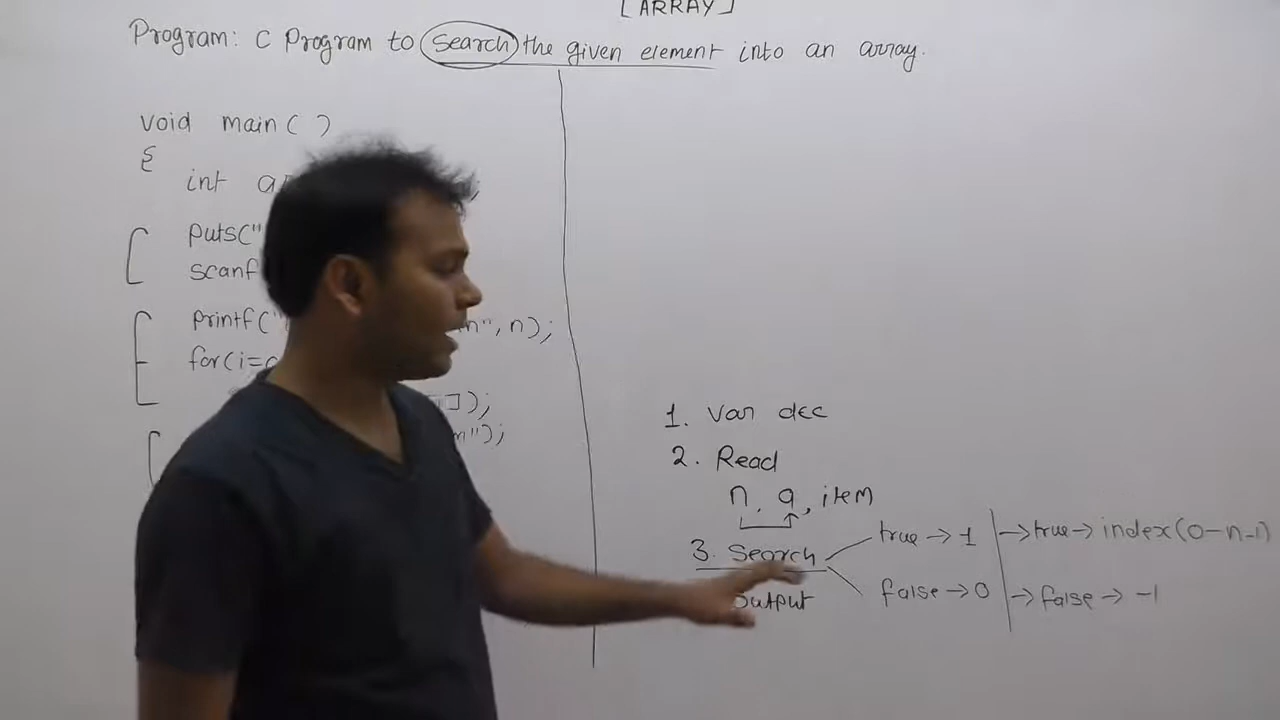 [ARRAY]
Program: C Program to Search the given element into an array.
void main( )
{
int
puts("
scanf
printf(" n", n);
for(i=
]);
n");
1. Var dec
2. Read
n, a, item
3. Search
true → 1
→ true → index(0-n-1)
false → 0
→ false → -1
output